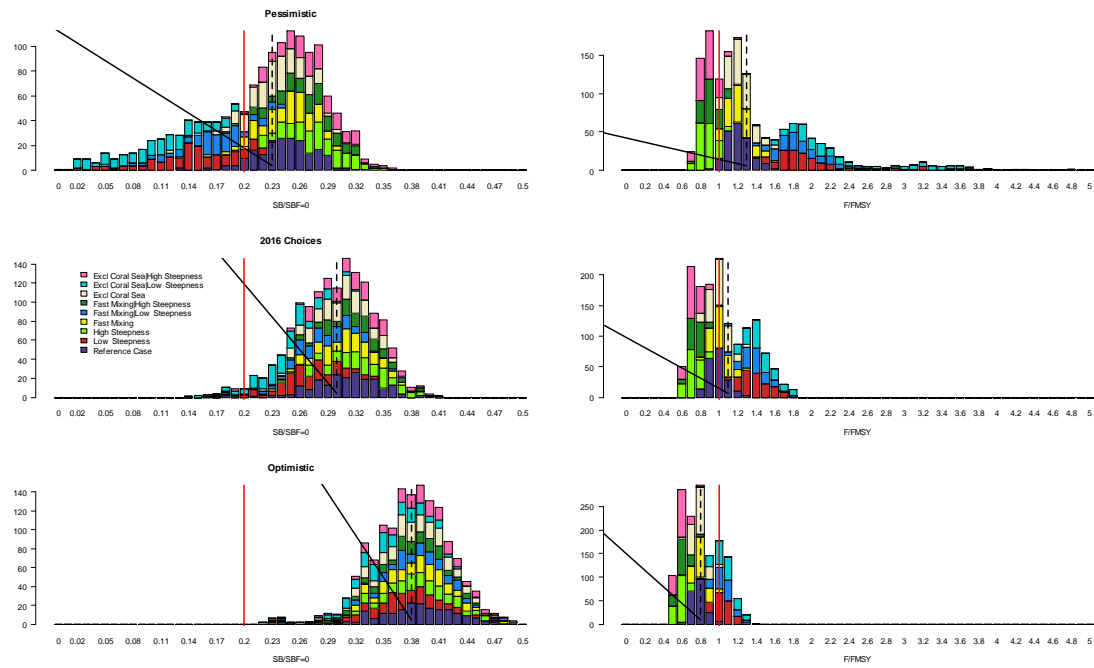 Pessimistic
100
80
60
40
20
0
0 0.02 0.05 0.08 0.11 0.14 0.17 0.2 0.23 0.26 0.29 0.32 0.35 0.38 0.41 0.44 0.47 0.5
SB/SBF=0
150
100
50
0
0 0.2 0.4 0.6 0.8 1 1.2 1.4 1.6 1.8 2 2.2 2.4 2.6 2.8 3 3.2 3.4 3.6 3.8 4 4.2 4.4 4.6 4.8 5
F/FMSY
2016 Choices
140
120
100
80
60
40
20
0
Excl Coral Sea|High Steepness
Excl Coral Sea|Low Steepness
Excl Coral Sea
Fast Mixing|High Steepness
Fast Mixing|Low Steepness
Fast Mixing
High Steepness
Low Steepness
Reference Case
0 0.02 0.05 0.08 0.11 0.14 0.17 0.2 0.23 0.26 0.29 0.32 0.35 0.38 0.41 0.44 0.47 0.5
SB/SBF=0
200
150
100
50
0
0 0.2 0.4 0.6 0.8 1 1.2 1.4 1.6 1.8 2 2.2 2.4 2.6 2.8 3 3.2 3.4 3.6 3.8 4 4.2 4.4 4.6 4.8 5
F/FMSY
Optimistic
140
120
100
80
60
40
20
0
0 0.02 0.05 0.08 0.11 0.14 0.17 0.2 0.23 0.26 0.29 0.32 0.35 0.38 0.41 0.44 0.47 0.5
SB/SBF=0
250
200
150
100
50
0
0 0.2 0.4 0.6 0.8 1 1.2 1.4 1.6 1.8 2 2.2 2.4 2.6 2.8 3 3.2 3.4 3.6 3.8 4 4.2 4.4 4.6 4.8 5
F/FMSY